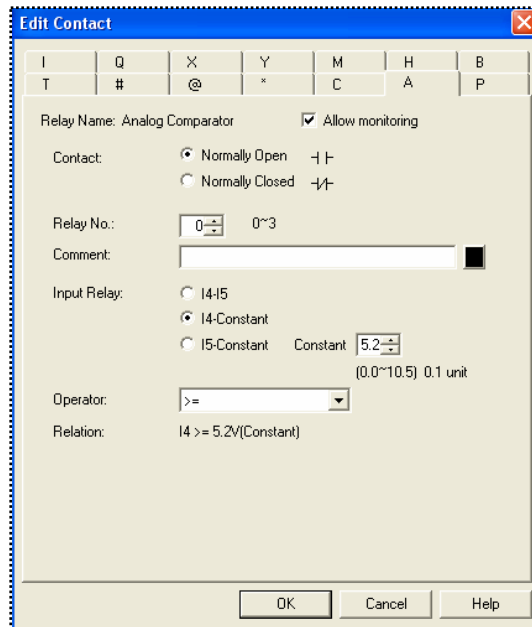 Edit Contact
I Q X Y M H B
T # @ * C A P
Relay Name: Analog Comparator Allow monitoring
Contact: Normally Open
Normally Closed
Relay No.: 0 0~3
Comment:
Input Relay: I4-I5
I4-Constant
I5-Constant Constant 5.2
(0.0~10.5) 0.1 unit
Operator: >=
Relation: I4 >= 5.2V(Constant)
OK Cancel Help